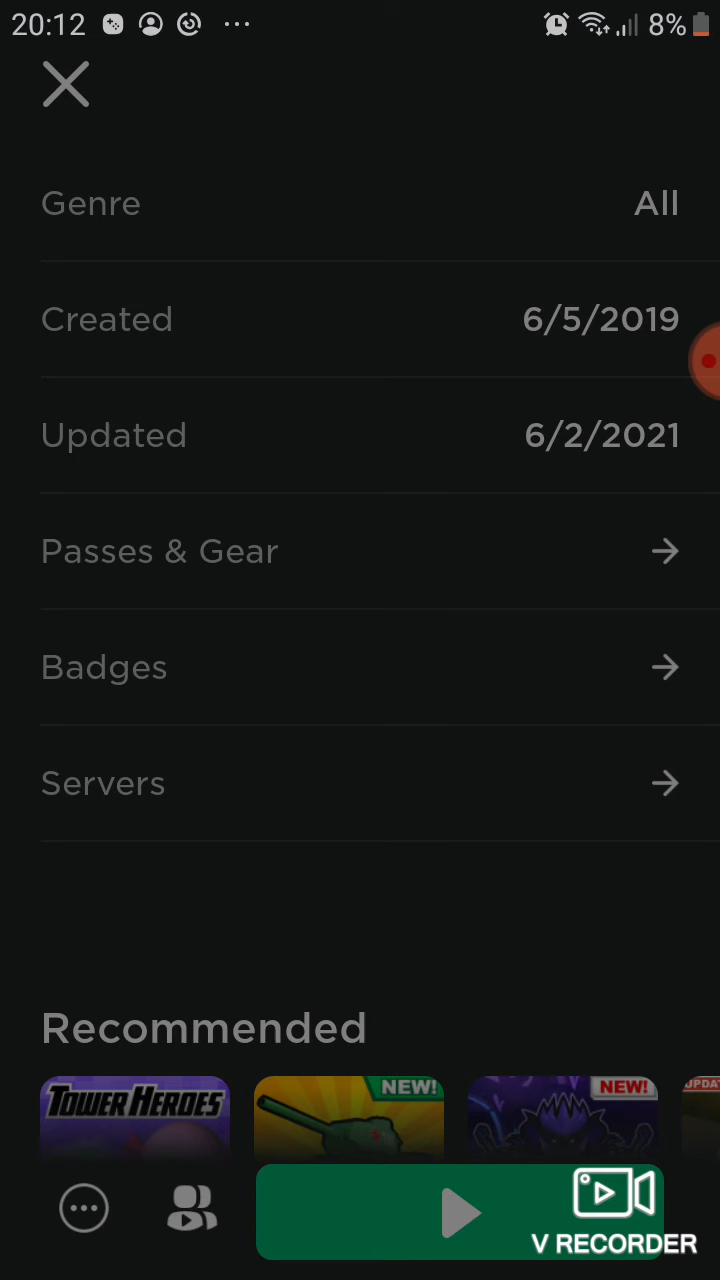 20:12
8%
Genre
All
Created
6/5/2019
Updated
6/2/2021
Passes & Gear
Badges
Servers
Recommended
TOWER HEROES
NEW!
NEW!
UPDA
V RECORDER